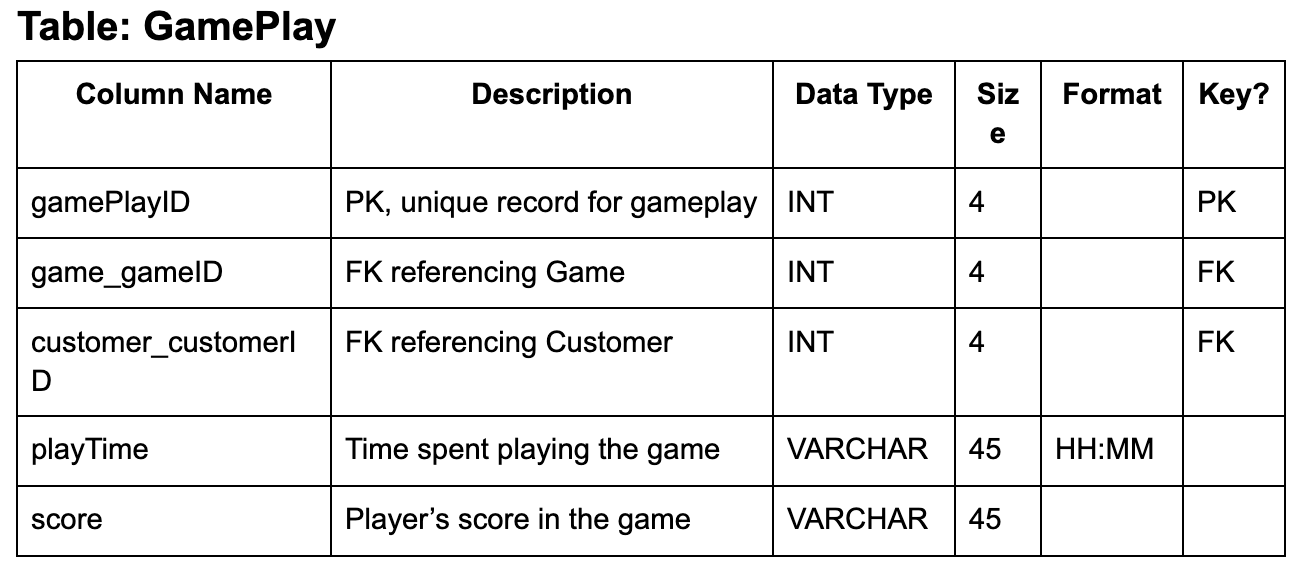 Table: GamePlay
Column Name Description Data Type Siz Format Key?
e
gamePlayID PK, unique record for gameplay INT 4 PK
game_gameID FK referencing Game INT 4 FK
customer_customerI FK referencing Customer INT 4 FK
D
playTime Time spent playing the game VARCHAR 45 HH:MM
score Player’s score in the game VARCHAR 45